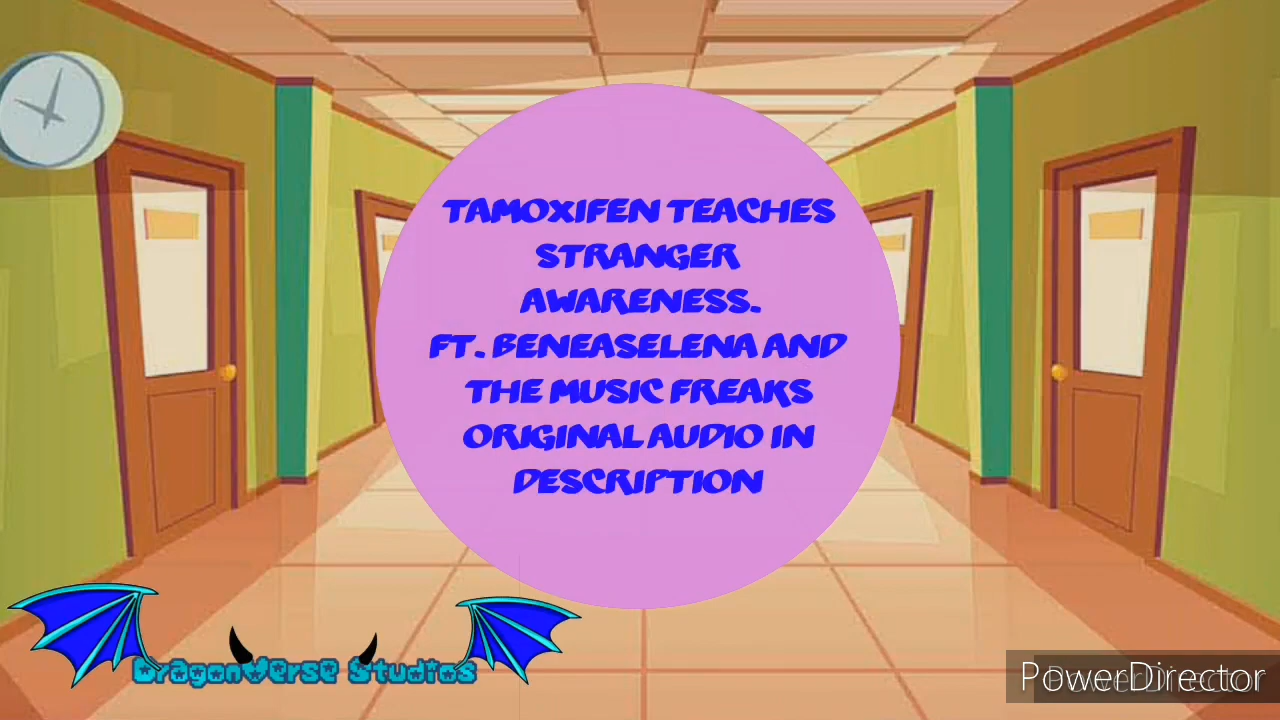 TAMOXIFEN TEACHES
STRANGER
AWARENESS.
FT. BENEASELENA AND
THE MUSIC FREAKS
ORIGINAL AUDIO IN
DESCRIPTION
DragonVerse Studios
PowerDirector